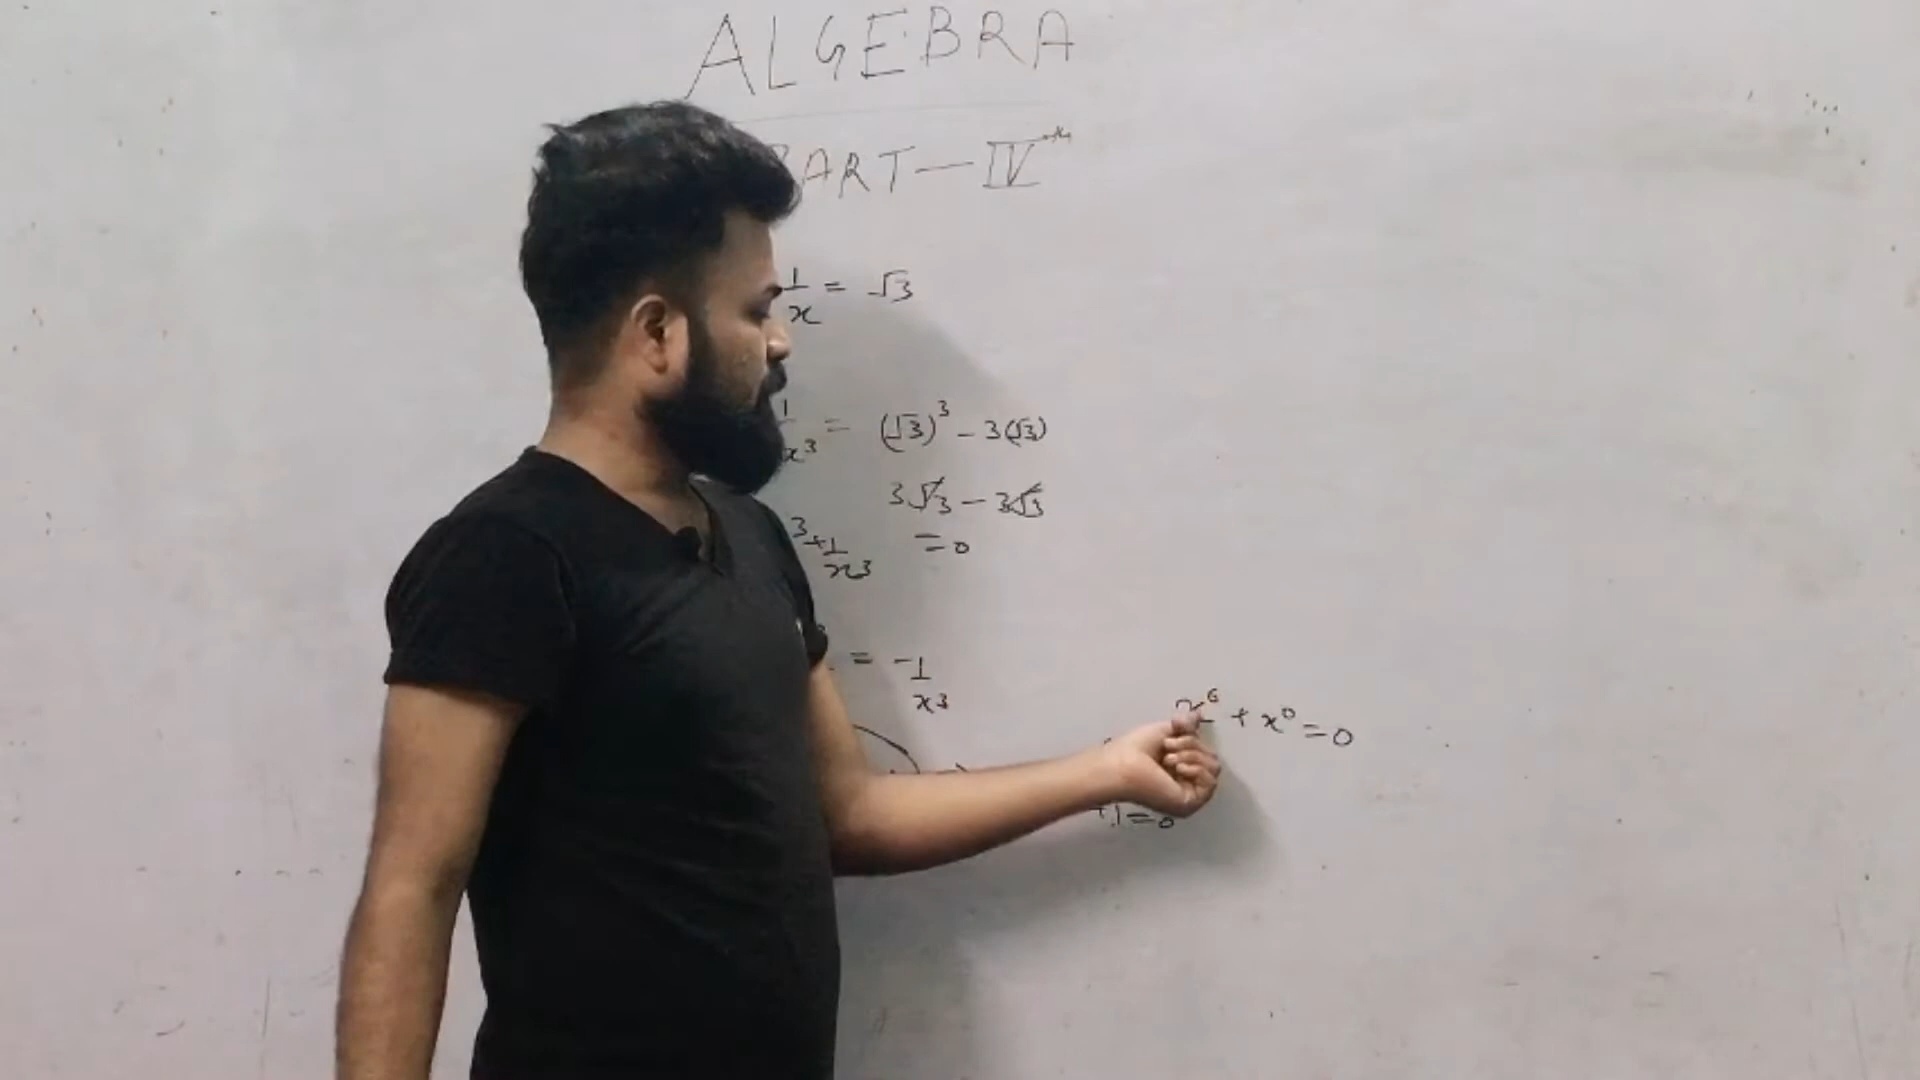 ALGEBRA
PART—IVth
1/x = √3
1/x³ = (√3)³ - 3(√3)
3√3 - 3√3
³ + 1/x³ = 0
= -1/x³
x⁶ + x⁰ = 0
+1=0